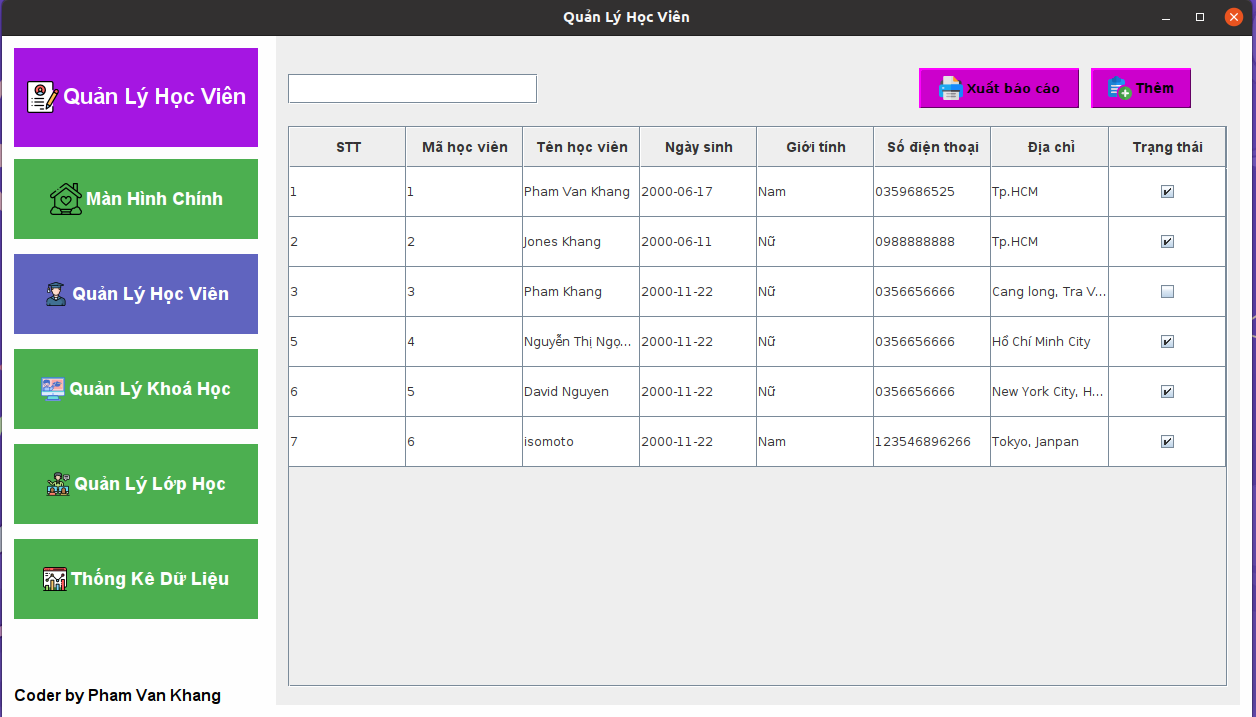 Quản Lý Học Viên
Quản Lý Học Viên
Màn Hình Chính
Quản Lý Học Viên
Quản Lý Khoá Học
Quản Lý Lớp Học
Thống Kê Dữ Liệu
Coder by Pham Van Khang
Xuất báo cáo Thêm
STT Mã học viên Tên học viên Ngày sinh Giới tính Số điện thoại Địa chỉ Trạng thái
1 1 Pham Van Khang 2000-06-17 Nam 0359686525 Tp.HCM
2 2 Jones Khang 2000-06-11 Nữ 0988888888 Tp.HCM
3 3 Pham Khang 2000-11-22 Nữ 0356656666 Cang long, Tra V...
5 4 Nguyễn Thị Ngọ... 2000-11-22 Nữ 0356656666 Hồ Chí Minh City
6 5 David Nguyen 2000-11-22 Nữ 0356656666 New York City, H...
7 6 isomoto 2000-11-22 Nam 123546896266 Tokyo, Janpan